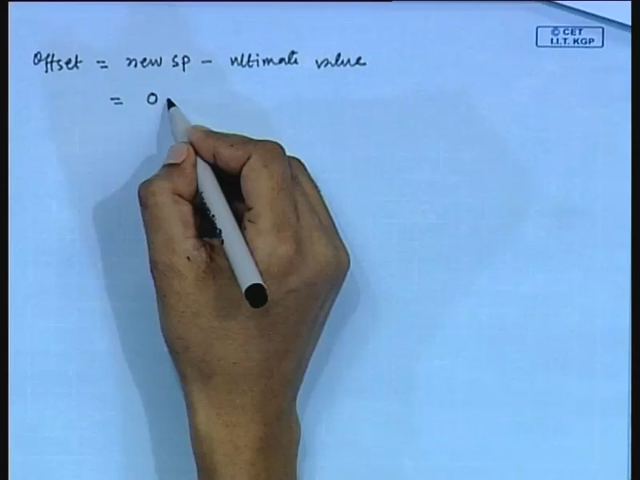 © CET
I.I.T. KGP
Offset = new SP - ultimate value
= 0